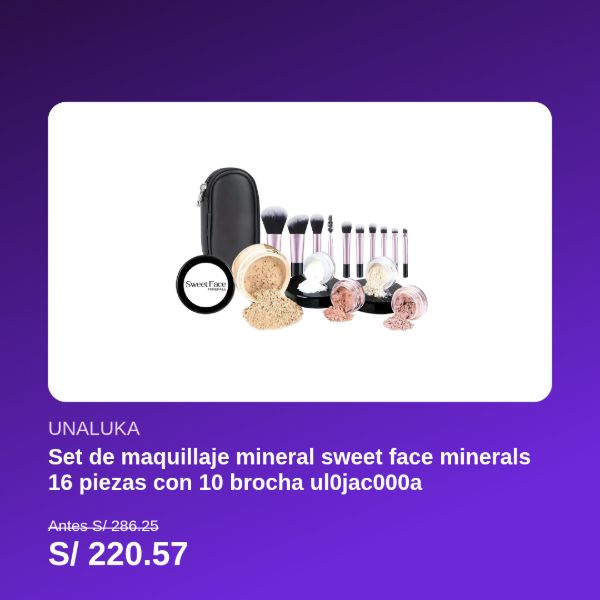 SweetFace
MINERALS
UNALUKA
Set de maquillaje mineral sweet face minerals
16 piezas con 10 brocha ul0jac000a
Antes S/ 286.25
S/ 220.57